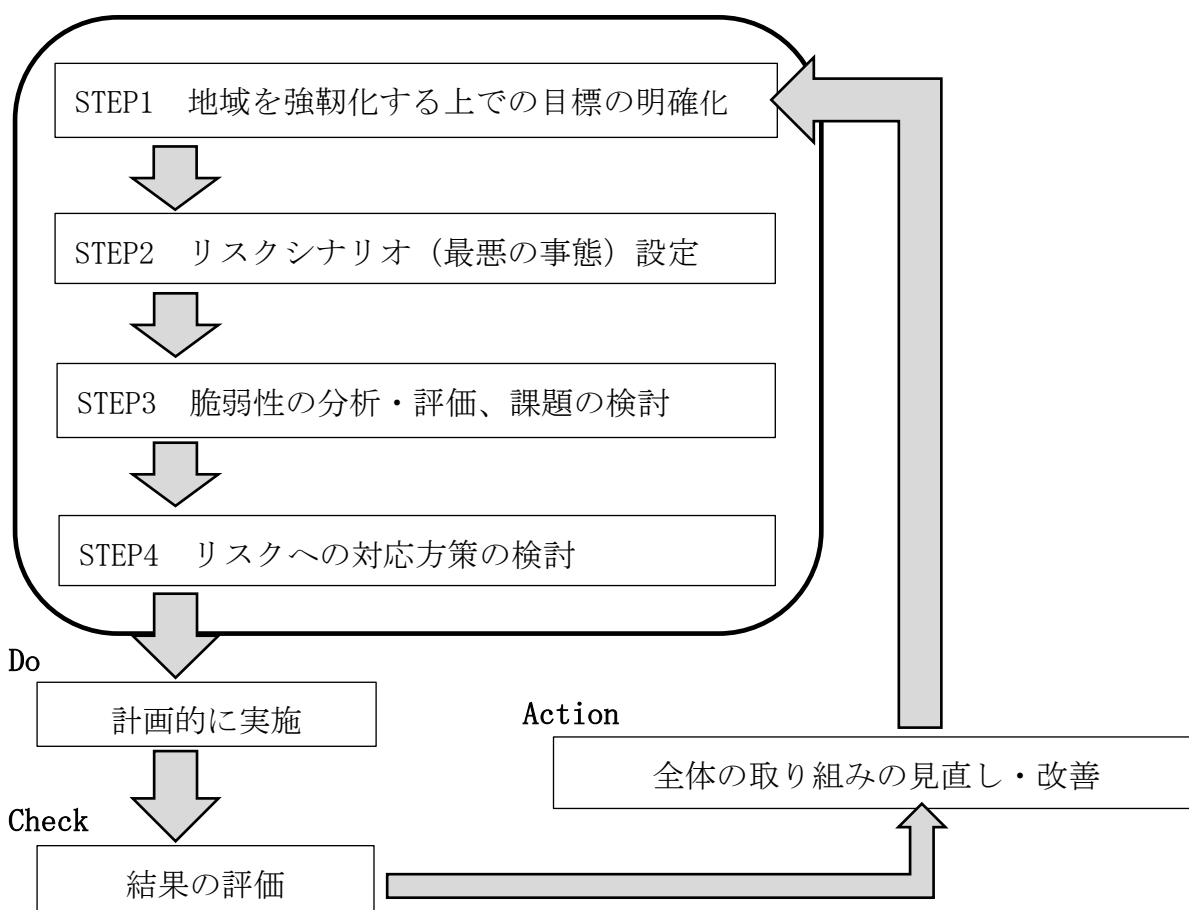 STEP1　地域を強靭化する上での目標の明確化
STEP2　リスクシナリオ（最悪の事態）設定
STEP3　脆弱性の分析・評価、課題の検討
STEP4　リスクへの対応方策の検討
Do
計画的に実施
Action
全体の取り組みの見直し・改善
Check
結果の評価